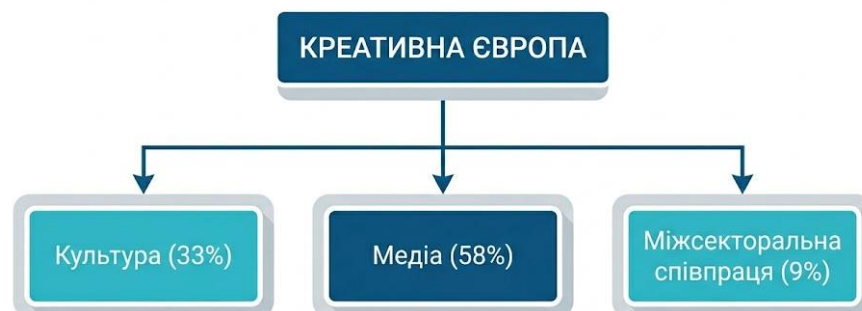 КРЕАТИВНА ЄВРОПА
Культура (33%)
Медіа (58%)
Міжсекторальна
співпраця (9%)